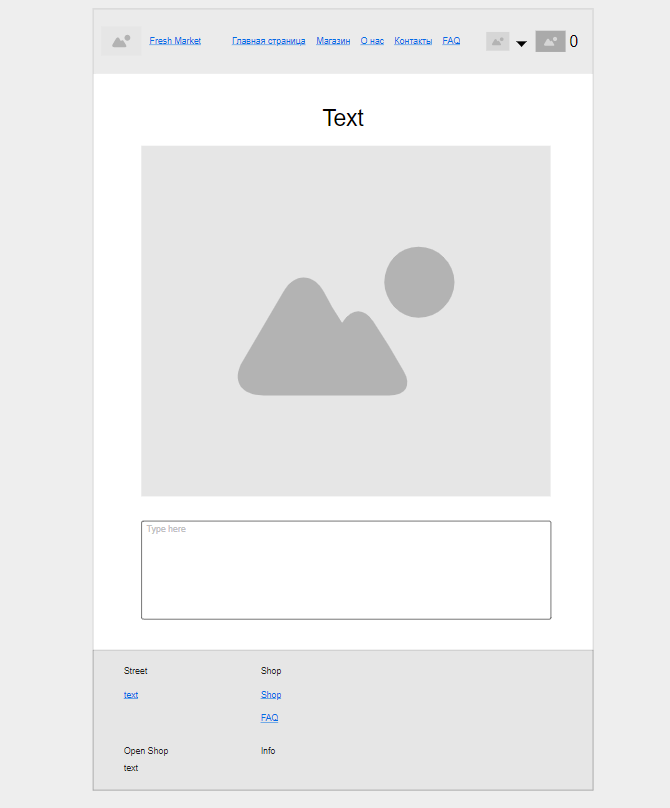 Fresh Market Главная страница Магазин О нас Контакты FAQ 0
Text
Type here
Street Shop
text Shop
FAQ
Open Shop Info
text